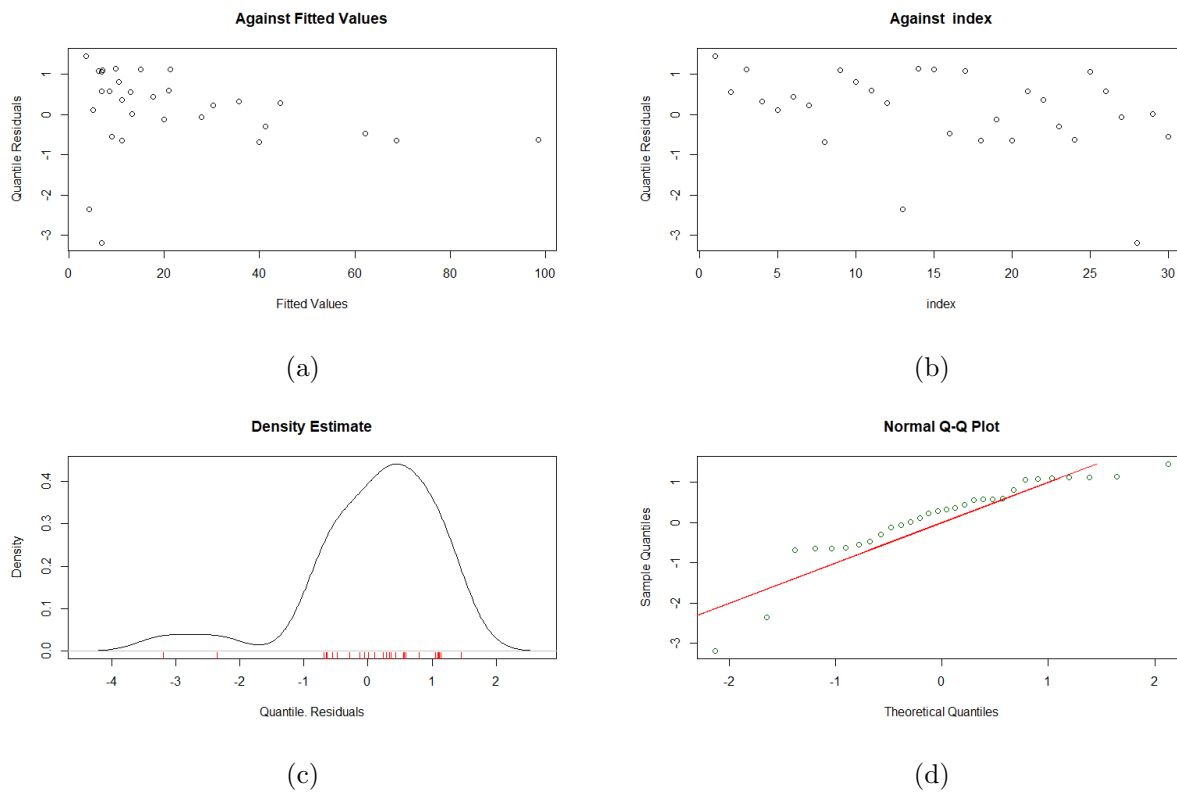 Against Fitted Values
Quantile Residuals
1
0
-1
-2
-3
0 20 40 60 80 100
Fitted Values
(a)
Against index
Quantile Residuals
1
0
-1
-2
-3
0 5 10 15 20 25 30
index
(b)
Density Estimate
Density
0.4
0.3
0.2
0.1
0.0
-4 -3 -2 -1 0 1 2
Quantile. Residuals
(c)
Normal Q-Q Plot
Sample Quantiles
1
0
-1
-2
-3
-2 -1 0 1 2
Theoretical Quantiles
(d)